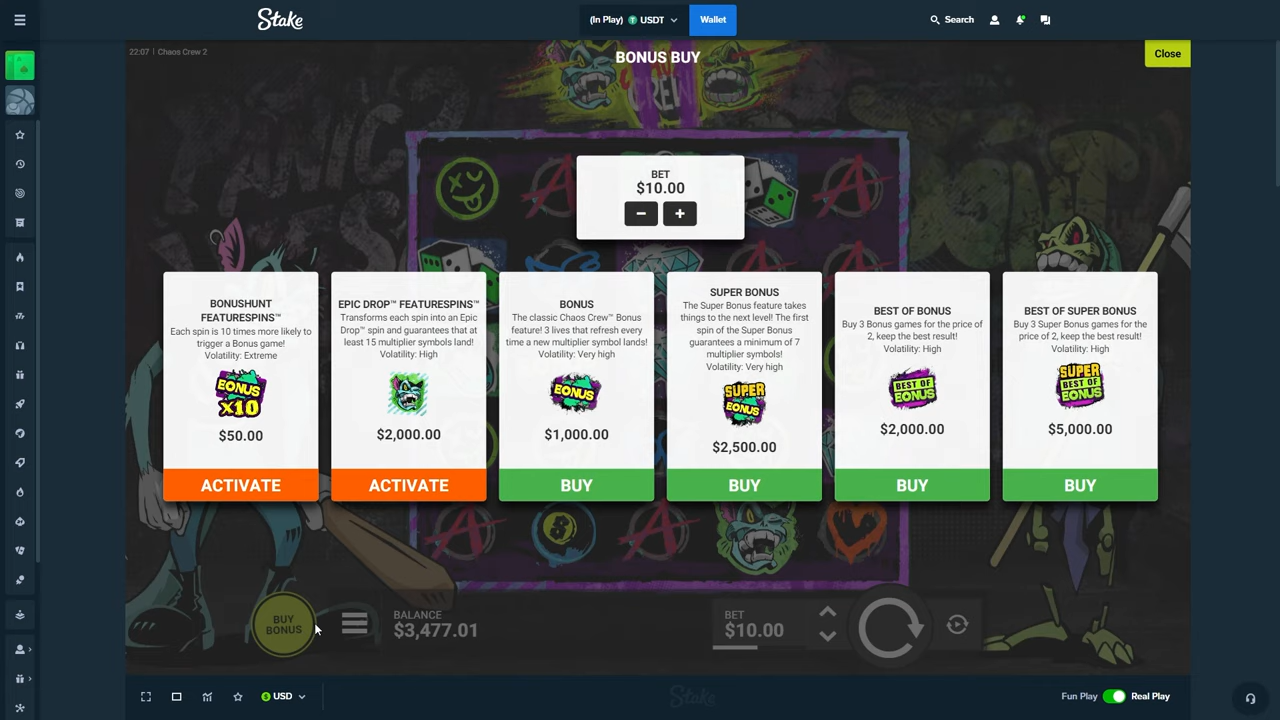 Stake
(In Play) USDT
Wallet
Search
22:07 | Chaos Crew 2
BONUS BUY
Close
CREW
BET
$10.00
BONUSHUNT
FEATURESPINS™
Each spin is 10 times more likely to
trigger a Bonus game!
Volatility: Extreme
BONUS
X10
$50.00
ACTIVATE
EPIC DROP™ FEATURESPINS™
Transforms each spin into an Epic
Drop™ spin and guarantees that at
least 15 multiplier symbols land!
Volatility: High
$2,000.00
ACTIVATE
BONUS
The classic Chaos Crew™ Bonus
feature! 3 lives that refresh every
time a new multiplier symbol lands!
Volatility: Very high
BONUS
$1,000.00
BUY
SUPER BONUS
The Super Bonus feature takes
things to the next level! The first
spin of the Super Bonus
guarantees a minimum of 7
multiplier symbols!
Volatility: Very high
SUPER
BONUS
$2,500.00
BUY
BEST OF BONUS
Buy 3 Bonus games for the price of
2, keep the best result!
Volatility: High
BEST OF
BONUS
$2,000.00
BUY
BEST OF SUPER BONUS
Buy 3 Super Bonus games for the
price of 2, keep the best result!
Volatility: High
SUPER
BEST OF
BONUS
$5,000.00
BUY
8
BUY
BONUS
BALANCE
$3,477.01
BET
$10.00
USD
Stake
Fun Play
Real Play